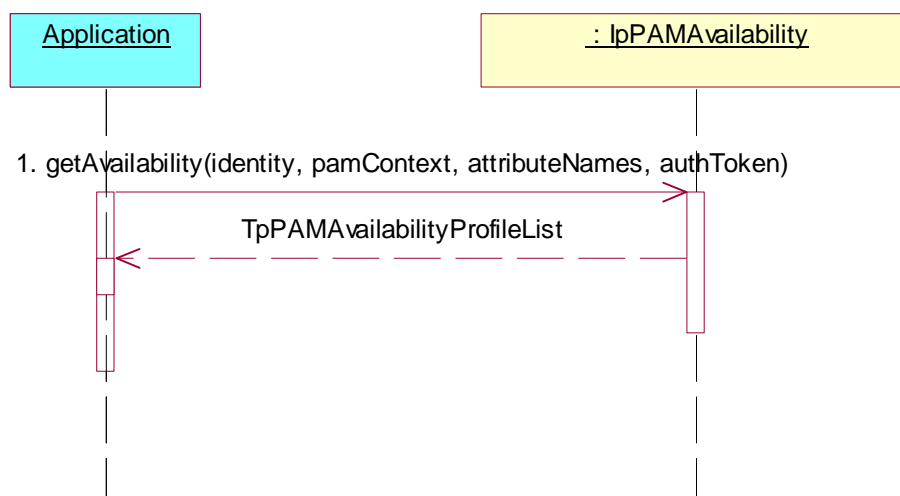 Application
: IpPAMAvailability
1. getAvailability(identity, pamContext, attributeNames, authToken)
TpPAMAvailabilityProfileList